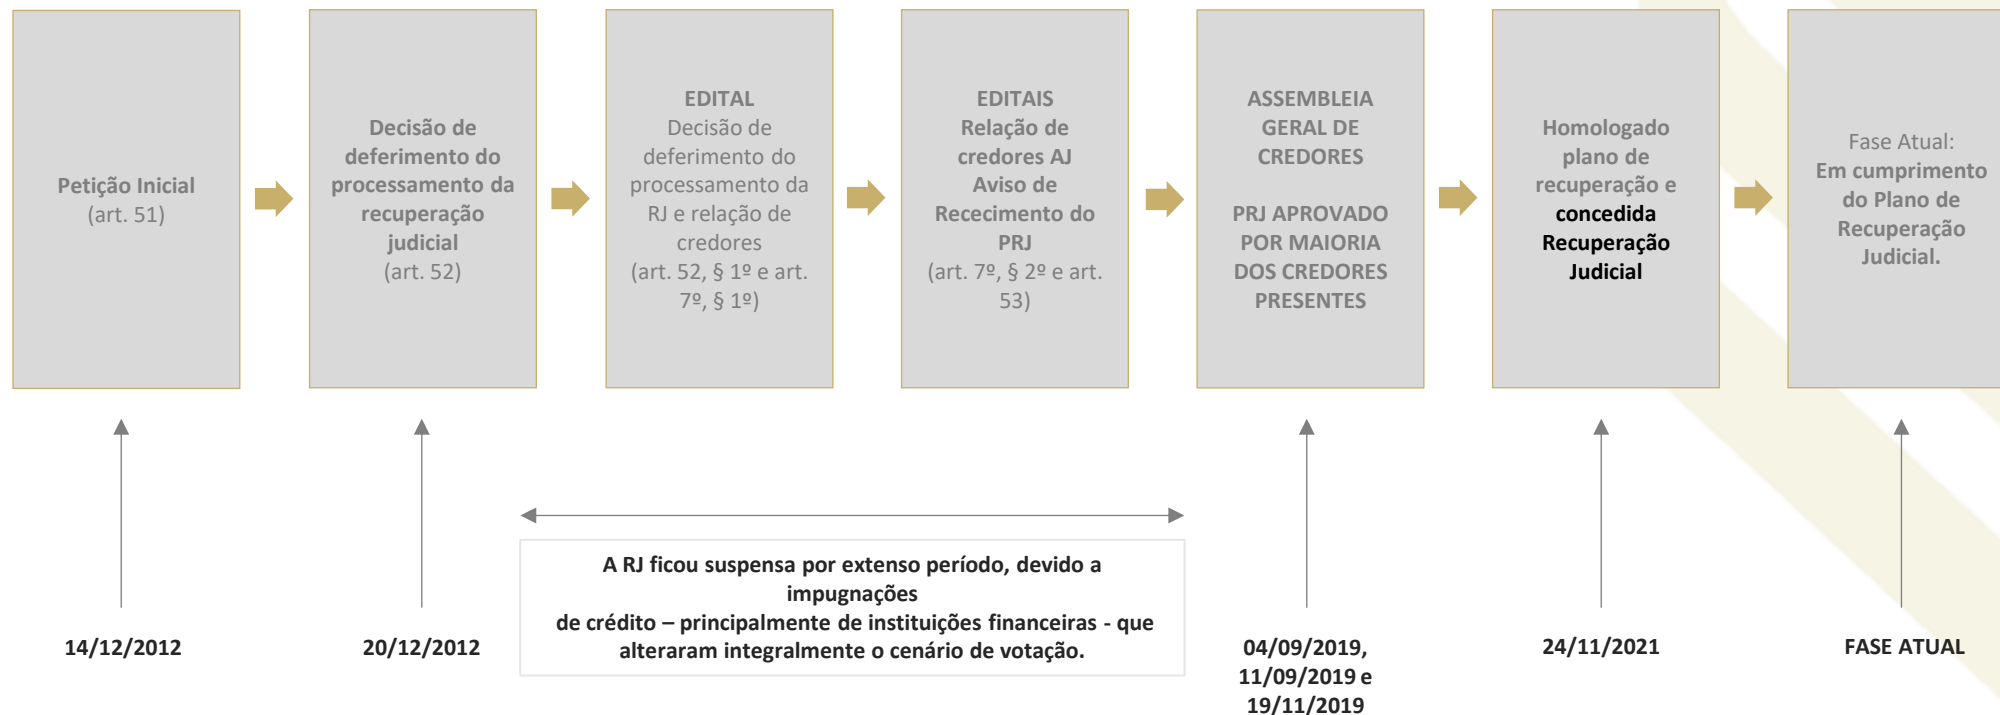 Petição Inicial
(art. 51)
Decisão de
deferimento do
processamento da
recuperação
judicial
(art. 52)
EDITAL
Decisão de
deferimento do
processamento da
RJ e relação de
credores
(art. 52, § 1º e art.
7º, § 1º)
EDITAIS
Relação de
credores AJ
Aviso de
Rececimento do
PRJ
(art. 7º, § 2º e art.
53)
ASSEMBLEIA
GERAL DE
CREDORES
PRJ APROVADO
POR MAIORIA
DOS CREDORES
PRESENTES
Homologado
plano de
recuperação e
concedida
Recuperação
Judicial
Fase Atual:
Em cumprimento
do Plano de
Recuperação
Judicial.
A RJ ficou suspensa por extenso período, devido a
impugnações
de crédito – principalmente de instituições financeiras - que
alteraram integralmente o cenário de votação.
14/12/2012
20/12/2012
04/09/2019,
11/09/2019 e
19/11/2019
24/11/2021
FASE ATUAL